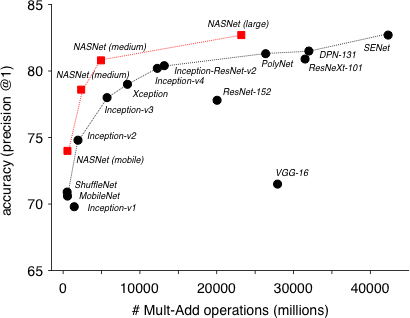 85
80
75
70
65
accuracy (precision @1)
NASNet (large)
NASNet (medium)
SENet
DPN-131
PolyNet
ResNeXt-101
Inception-ResNet-v2
NASNet (medium)
Inception-v4
Xception
ResNet-152
Inception-v3
Inception-v2
NASNet (mobile)
VGG-16
ShuffleNet
MobileNet
Inception-v1
0 10000 20000 30000 40000
# Mult-Add operations (millions)